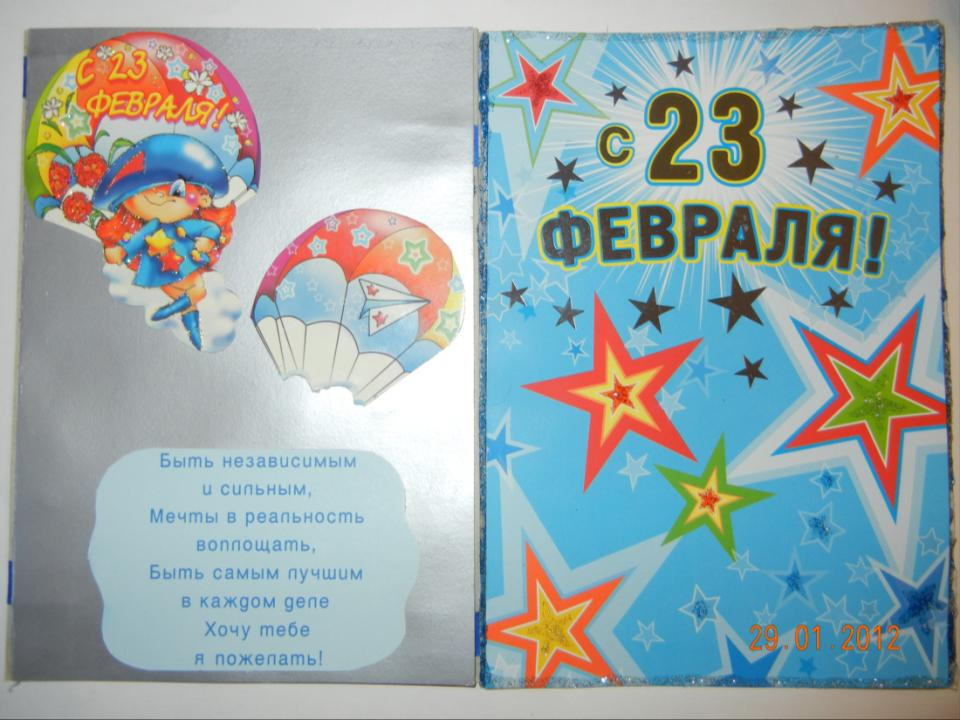 С 23
ФЕВРАЛЯ!
Быть независимым
и сильным,
Мечты в реальность
воплощать,
Быть самым лучшим
в каждом деле
Хочу тебе
я пожелать!
с 23
ФЕВРАЛЯ!
29.01.2012